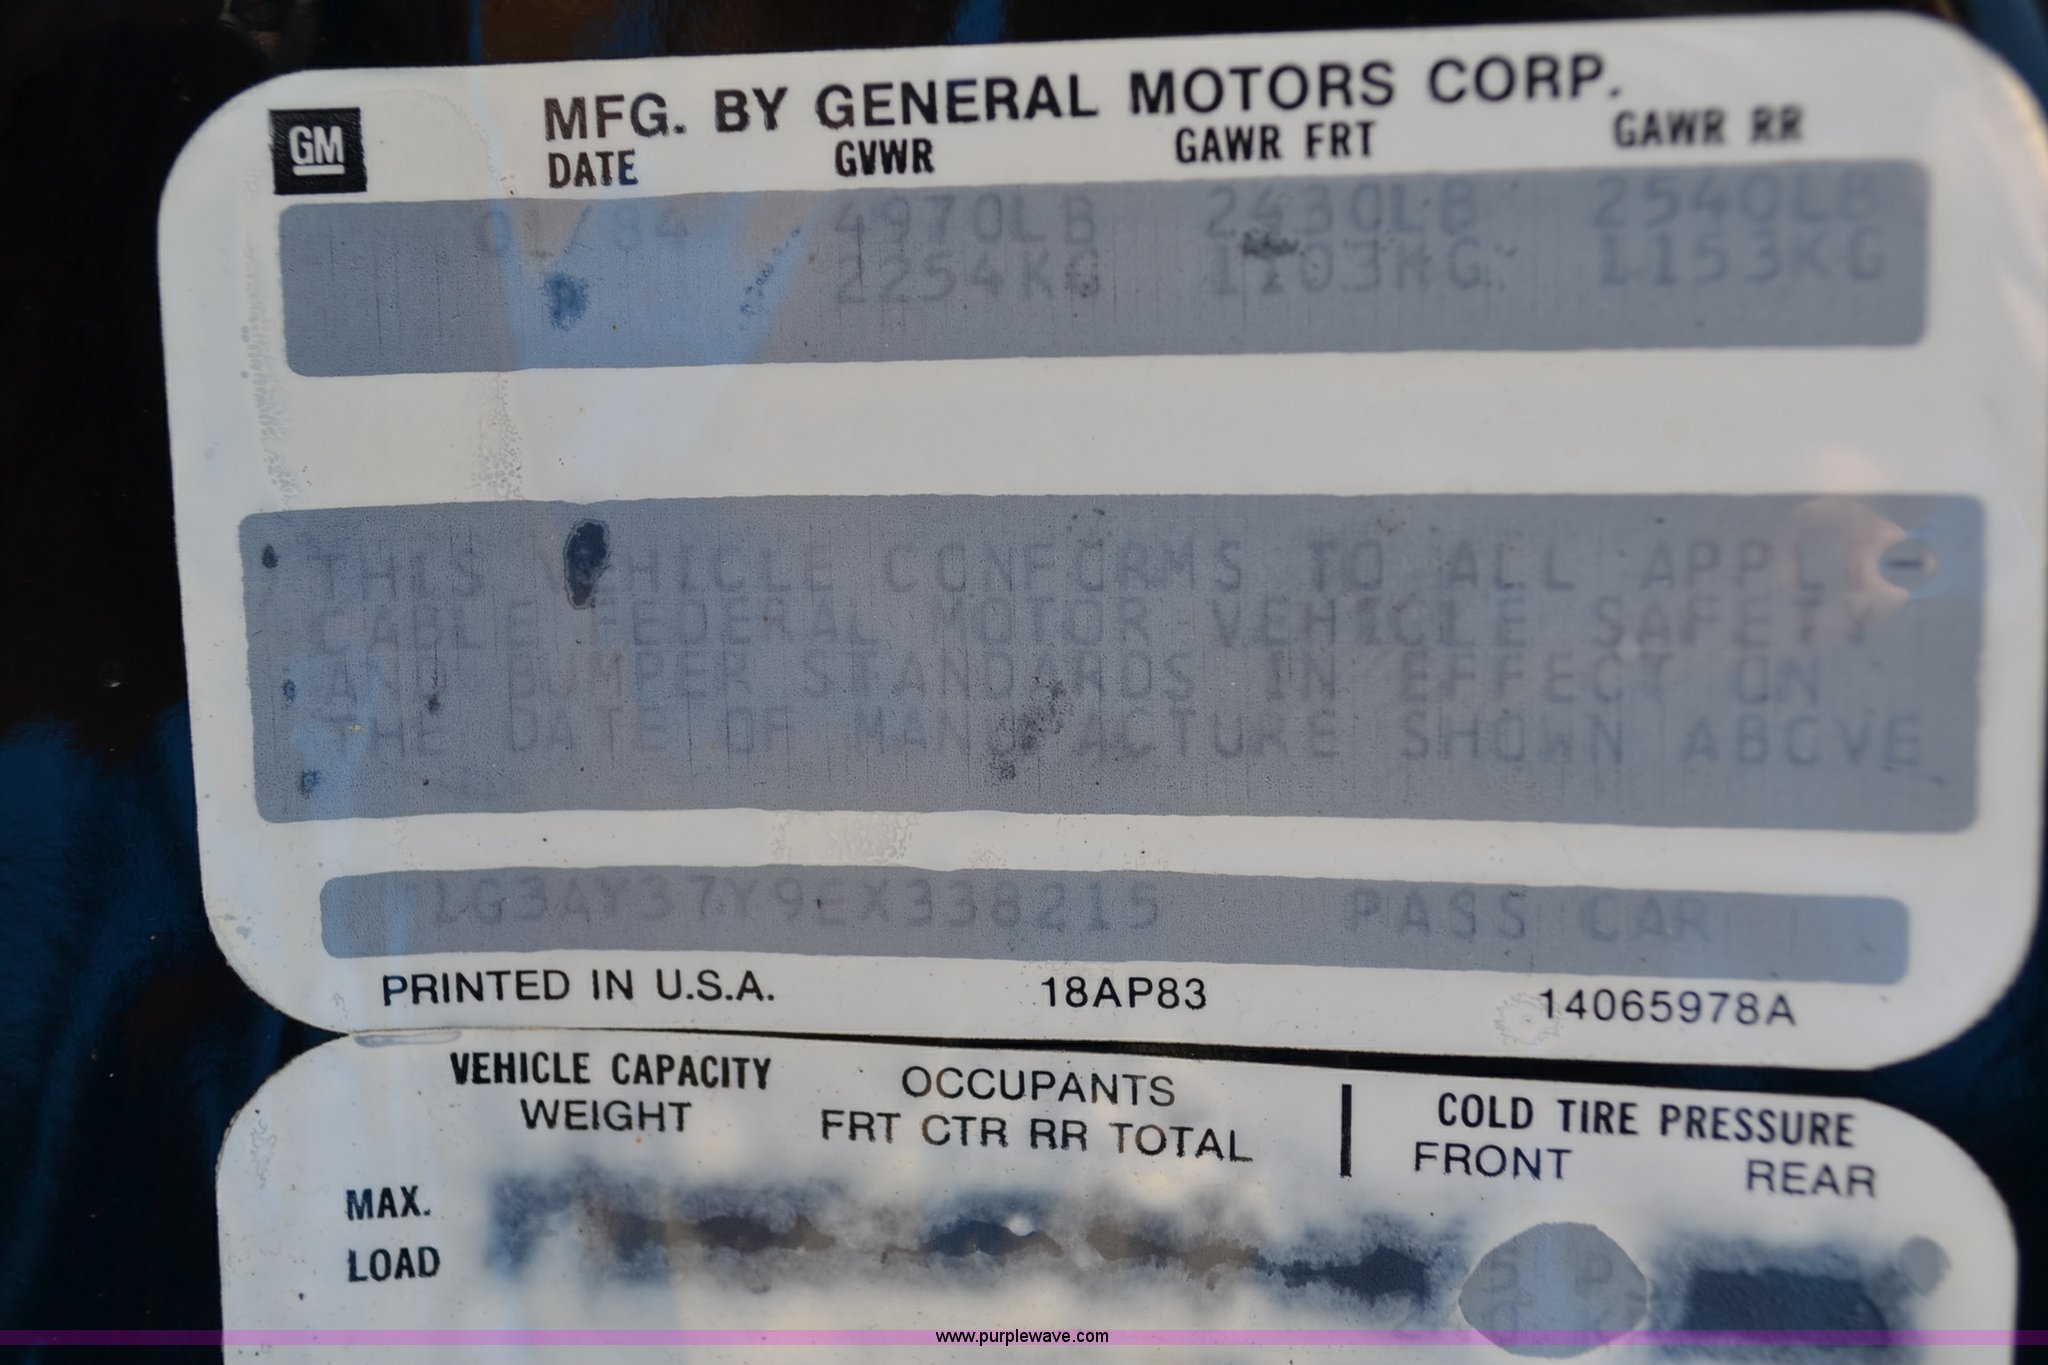 GM
MFG. BY GENERAL MOTORS CORP.
DATE GVWR GAWR FRT GAWR RR
01/84 4970LB 2430LB 2540LB
2254KG 1103KG 1153KG
THIS VEHICLE CONFORMS TO ALL APPL-
CABLE FEDERAL MOTOR VEHICLE SAFETY
AND BUMPER STANDARDS IN EFFECT ON
THE DATE OF MANUFACTURE SHOWN ABOVE
1G3AY37Y9EX338215 PASS CAR
PRINTED IN U.S.A. 18AP83 14065978A
VEHICLE CAPACITY OCCUPANTS COLD TIRE PRESSURE
WEIGHT FRT CTR RR TOTAL FRONT REAR
MAX.
LOAD
www.purplewave.com